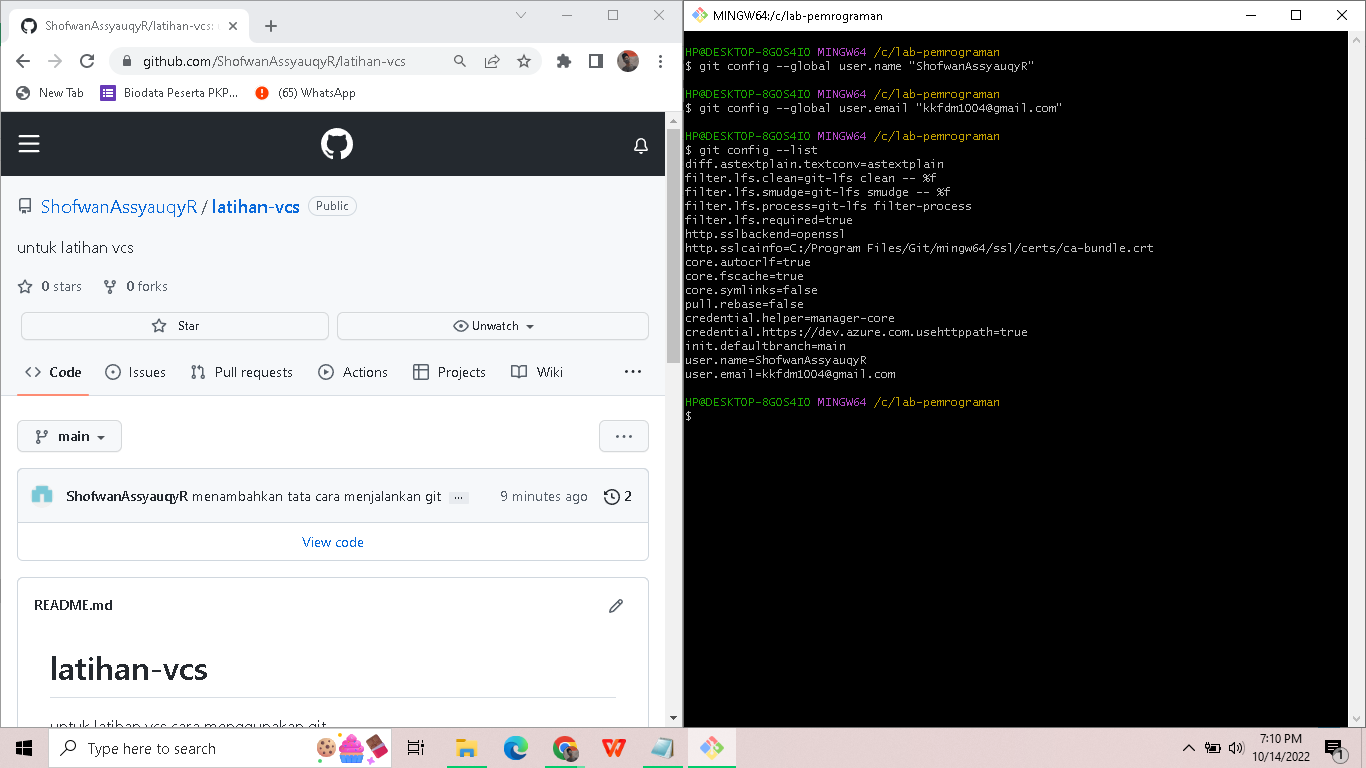 ShofwanAssyauqyR/latihan-vcs:
github.com/ShofwanAssyauqyR/latihan-vcs
New Tab Biodata Peserta PKP... (65) WhatsApp
ShofwanAssyauqyR / latihan-vcs Public
untuk latihan vcs
0 stars 0 forks
Star Unwatch
Code Issues Pull requests Actions Projects Wiki ...
main ...
ShofwanAssyauqyR menambahkan tata cara menjalankan git ... 9 minutes ago 2
View code
README.md
latihan-vcs
untuk latihan vcs cara menggunakan git
MINGW64:/c/lab-pemrograman
HP@DESKTOP-8GOS4IO MINGW64 /c/lab-pemrograman
$ git config --global user.name "ShofwanAssyauqyR"
HP@DESKTOP-8GOS4IO MINGW64 /c/lab-pemrograman
$ git config --global user.email "kkfdm1004@gmail.com"
HP@DESKTOP-8GOS4IO MINGW64 /c/lab-pemrograman
$ git config --list
diff.astextplain.textconv=astextplain
filter.lfs.clean=git-lfs clean -- %f
filter.lfs.smudge=git-lfs smudge -- %f
filter.lfs.process=git-lfs filter-process
filter.lfs.required=true
http.sslbackend=openssl
http.sslcainfo=C:/Program Files/Git/mingw64/ssl/certs/ca-bundle.crt
core.autocrlf=true
core.fscache=true
core.symlinks=false
pull.rebase=false
credential.helper=manager-core
credential.https://dev.azure.com.usehttppath=true
init.defaultbranch=main
user.name=ShofwanAssyauqyR
user.email=kkfdm1004@gmail.com
HP@DESKTOP-8GOS4IO MINGW64 /c/lab-pemrograman
$
Type here to search
7:10 PM
10/14/2022
1